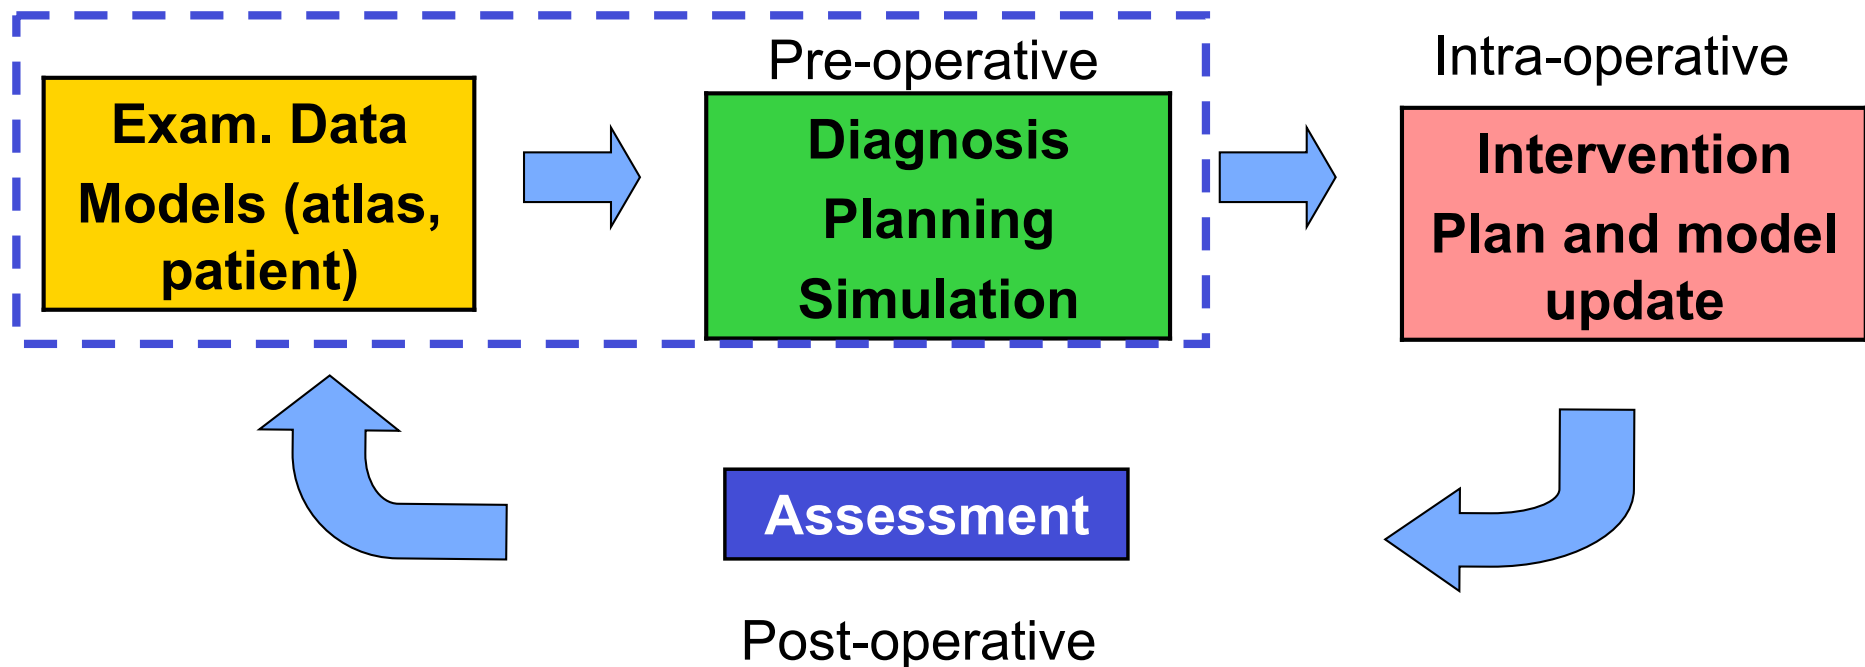 Pre-operative
Intra-operative
Exam. Data
Models (atlas,
patient)
Diagnosis
Planning
Simulation
Intervention
Plan and model
update
Assessment
Post-operative